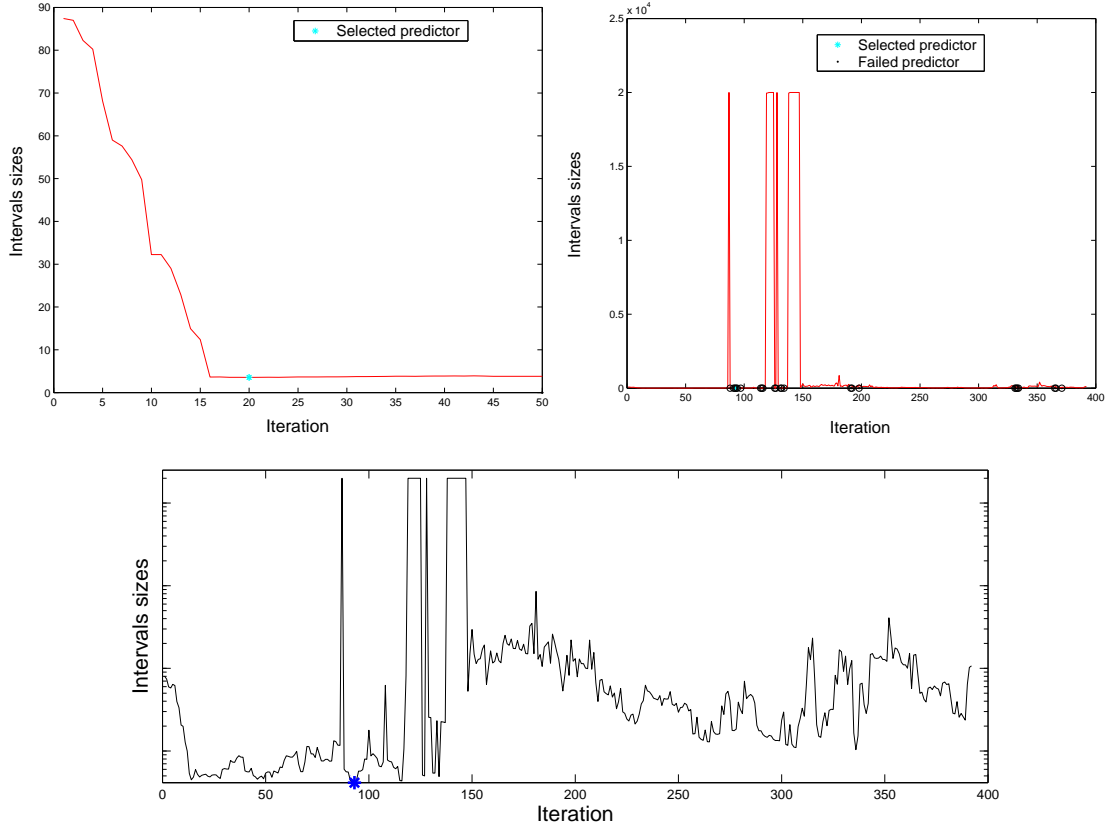 90
80
70
60
50
40
30
20
10
0
Intervals sizes
Selected predictor
0 5 10 15 20 25 30 35 40 45 50
Iteration
x 10⁴
2.5
2
1.5
1
0.5
0
Intervals sizes
Selected predictor
Failed predictor
0 50 100 150 200 250 300 350 400
Iteration
Intervals sizes
0 50 100 150 200 250 300 350 400
Iteration